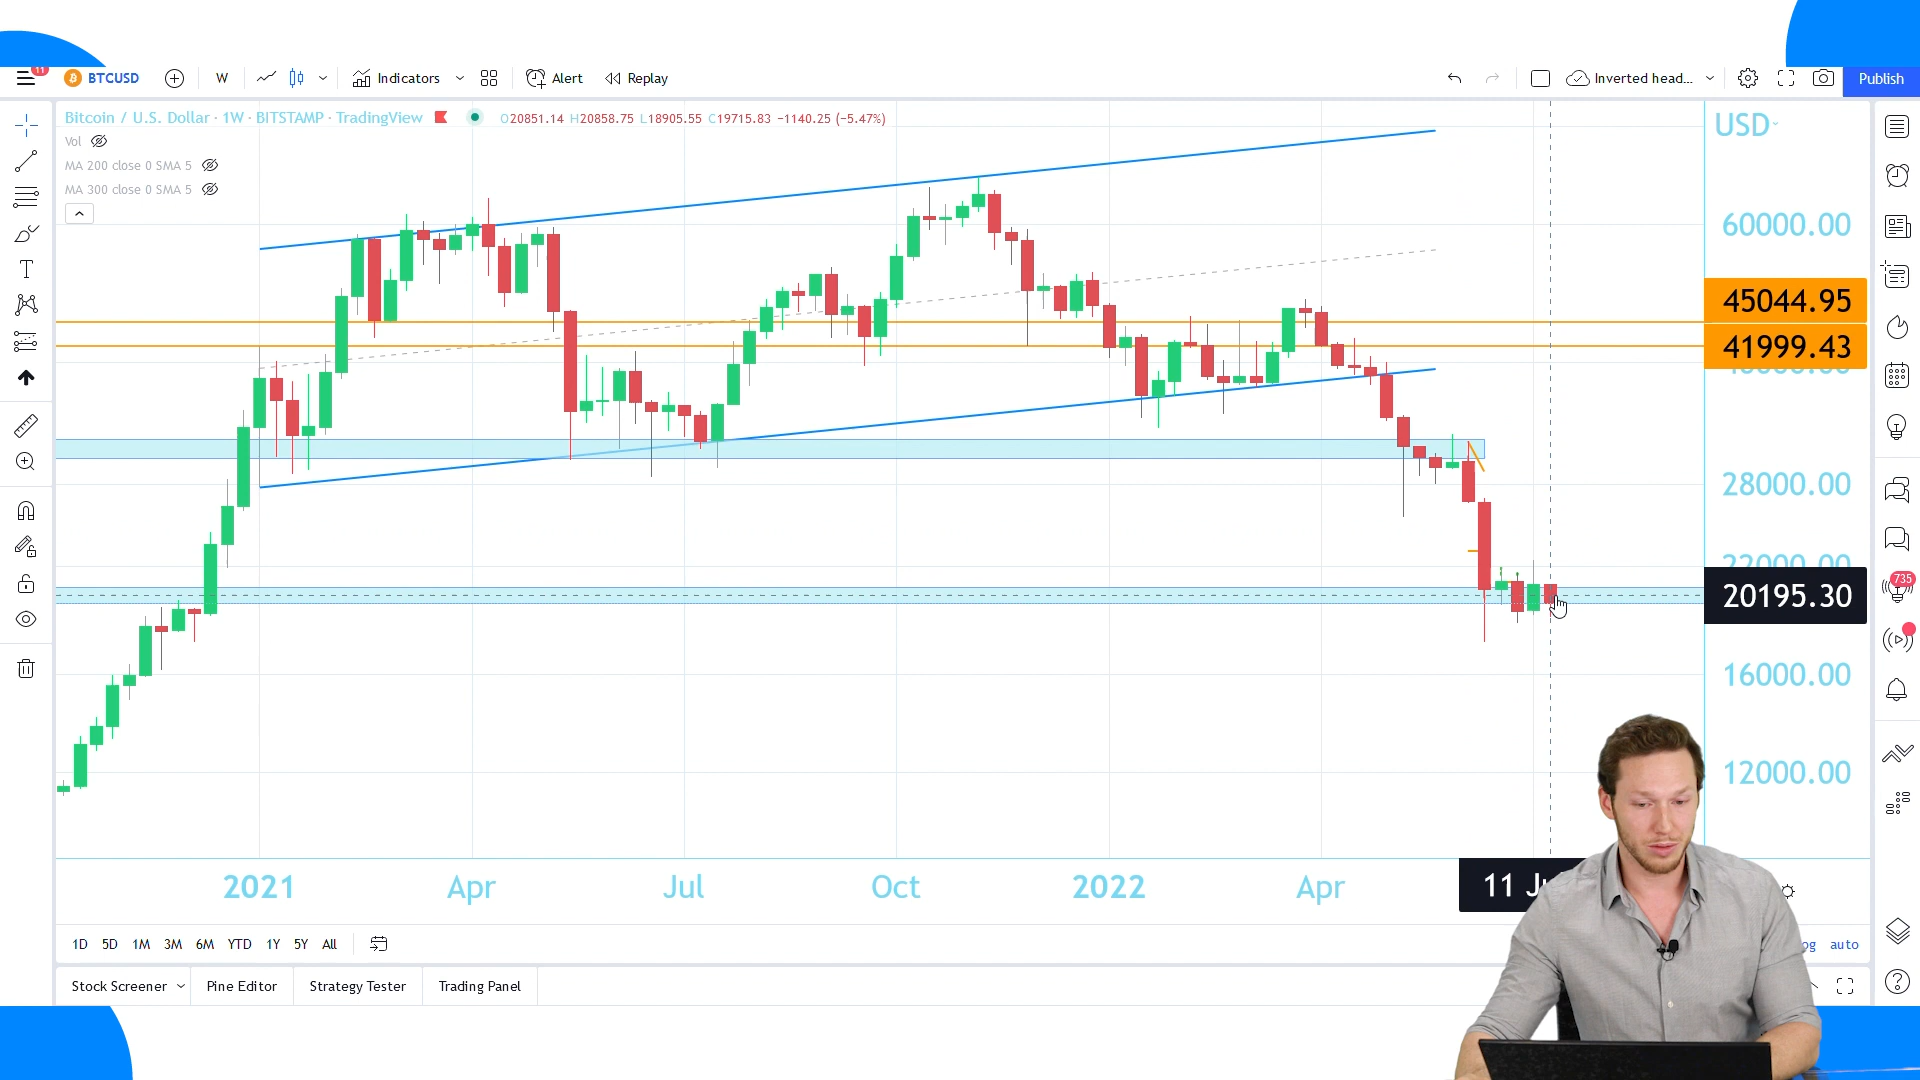 11
BTCUSD
W
Indicators
Alert
Replay
Inverted head...
Publish
Bitcoin / U.S. Dollar · 1W · BITSTAMP · TradingView
O20851.14 H20858.75 L18905.55 C19715.83 −1140.25 (−5.47%)
USD
Vol
MA 200 close 0 SMA 5
MA 300 close 0 SMA 5
60000.00
45044.95
41999.43
28000.00
22000.00
20195.30
16000.00
12000.00
735
2021
Apr
Jul
Oct
2022
Apr
11
1D 5D 1M 3M 6M YTD 1Y 5Y All
auto
Stock Screener
Pine Editor
Strategy Tester
Trading Panel